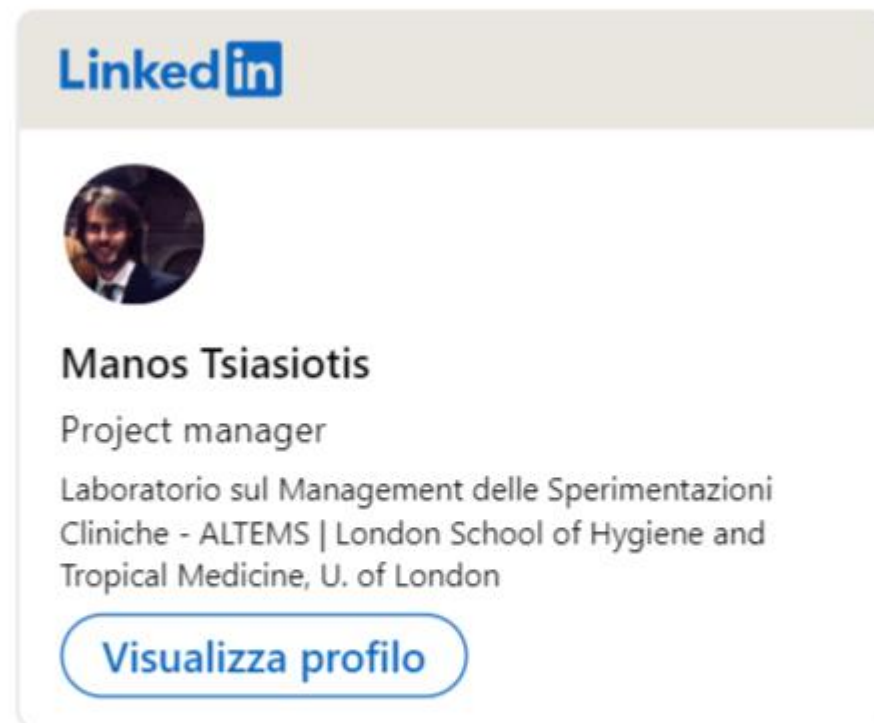 Linked in
Manos Tsiasiotis
Project manager
Laboratorio sul Management delle Sperimentazioni
Cliniche - ALTEMS | London School of Hygiene and
Tropical Medicine, U. of London
Visualizza profilo